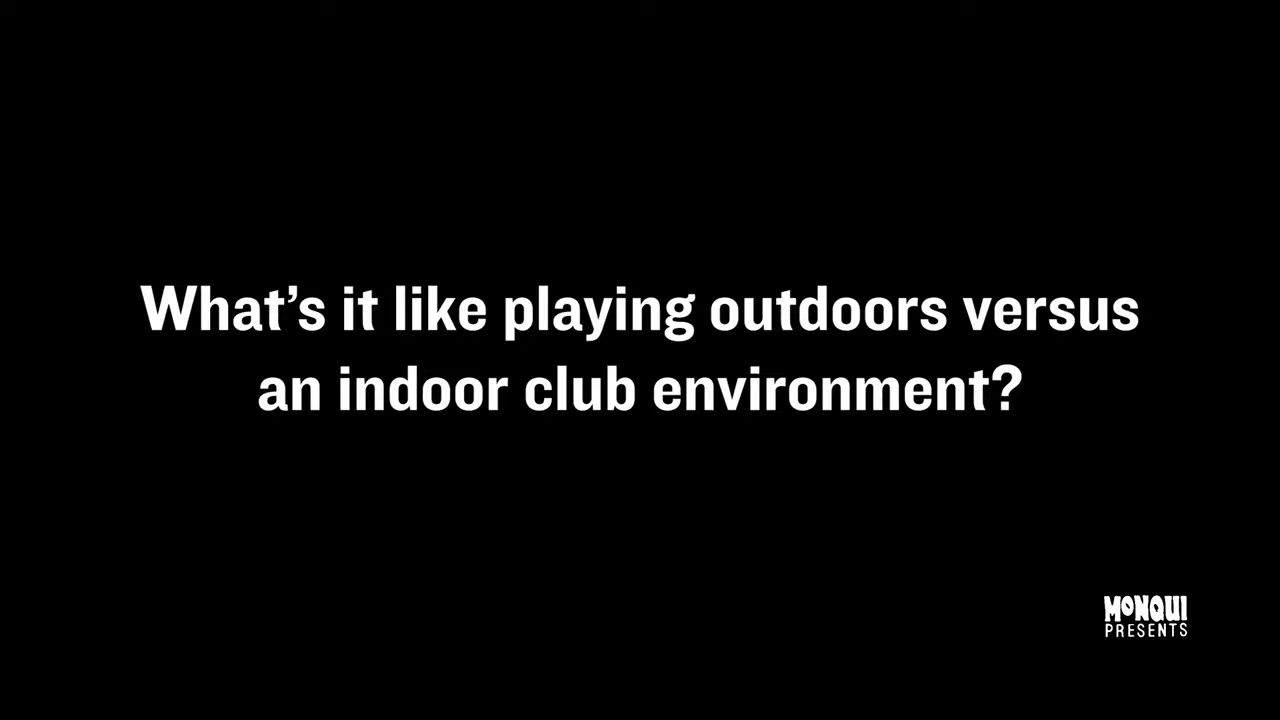 What’s it like playing outdoors versus
an indoor club environment?
MONQUI
PRESENTS